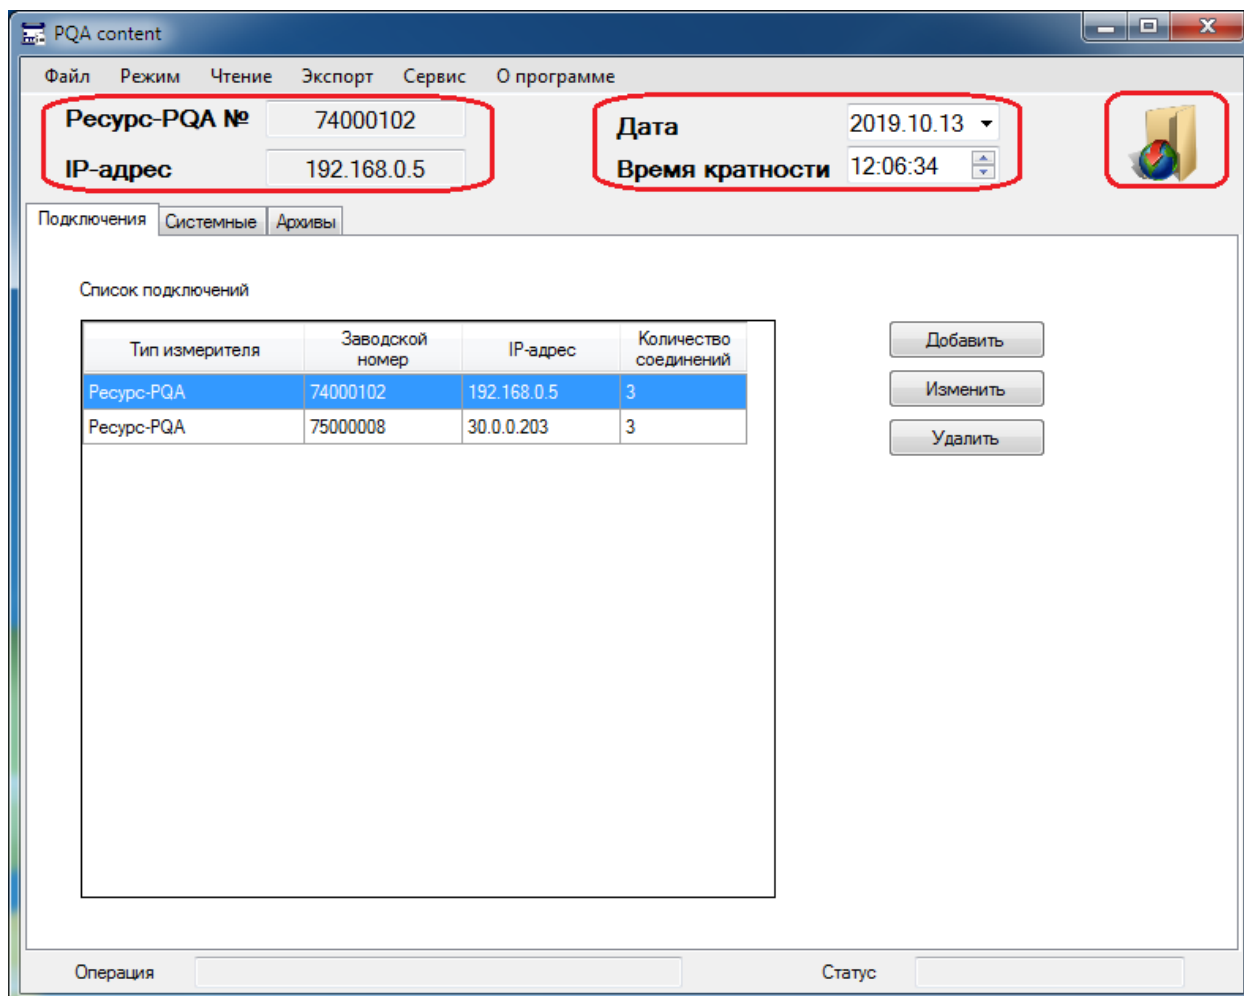 PQA content
Файл Режим Чтение Экспорт Сервис О программе
Ресурс-PQA № 74000102
Дата 2019.10.13
IP-адрес 192.168.0.5
Время кратности 12:06:34
Подключения Системные Архивы
Список подключений
Тип измерителя Заводской номер IP-адрес Количество соединений
Ресурс-PQA 74000102 192.168.0.5 3
Ресурс-PQA 75000008 30.0.0.203 3
Добавить
Изменить
Удалить
Операция Статус